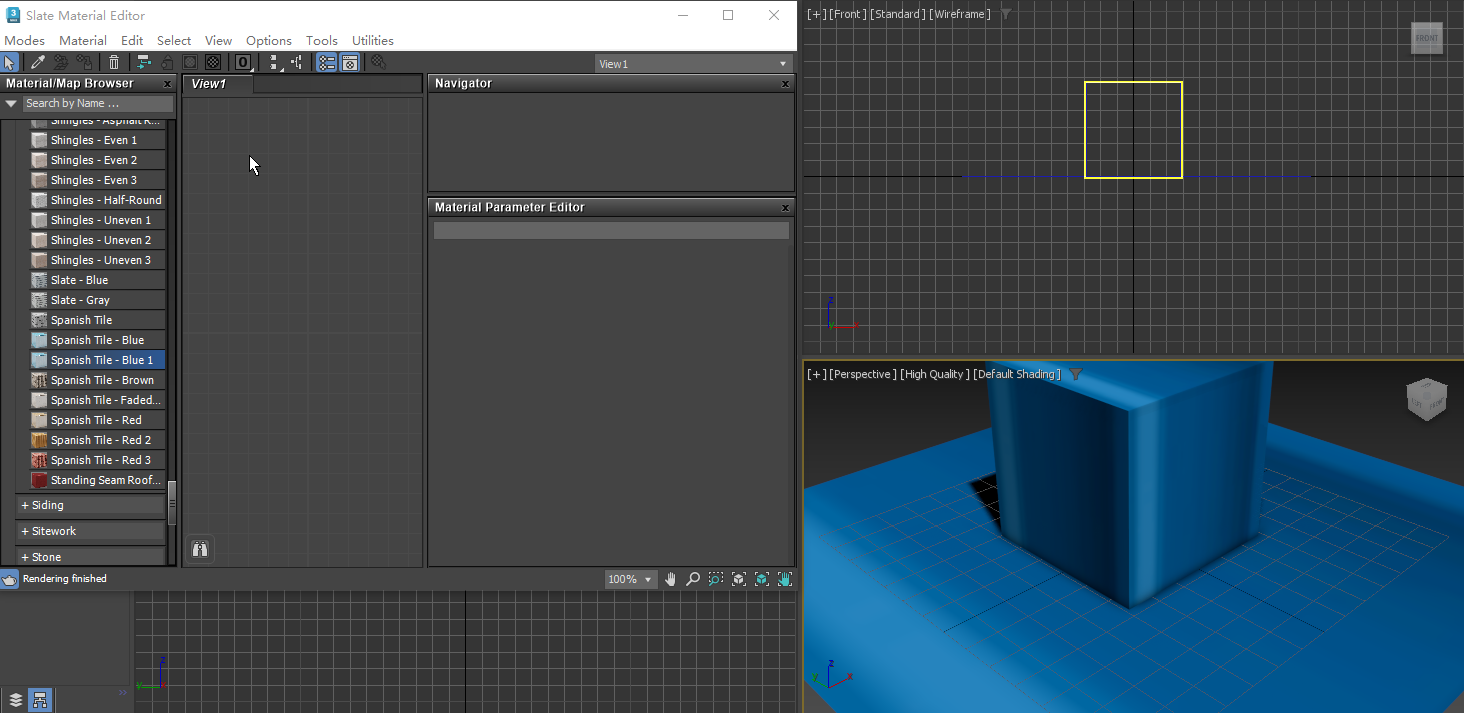 Slate Material Editor
Modes Material Edit Select View Options Tools Utilities
0
View1
Material/Map Browser x
Search by Name ...
Shingles - Asphalt R...
Shingles - Even 1
Shingles - Even 2
Shingles - Even 3
Shingles - Half-Round
Shingles - Uneven 1
Shingles - Uneven 2
Shingles - Uneven 3
Slate - Blue
Slate - Gray
Spanish Tile
Spanish Tile - Blue
Spanish Tile - Blue 1
Spanish Tile - Brown
Spanish Tile - Faded...
Spanish Tile - Red
Spanish Tile - Red 2
Spanish Tile - Red 3
Standing Seam Roof...
+ Siding
+ Sitework
+ Stone
View1
Navigator x
Material Parameter Editor x
Rendering finished
100%
z
y
x
[+] [Front ] [Standard ] [Wireframe ]
FRONT
z
y
x
[+] [Perspective ] [High Quality ] [Default Shading ]
FRONT
z
y
x